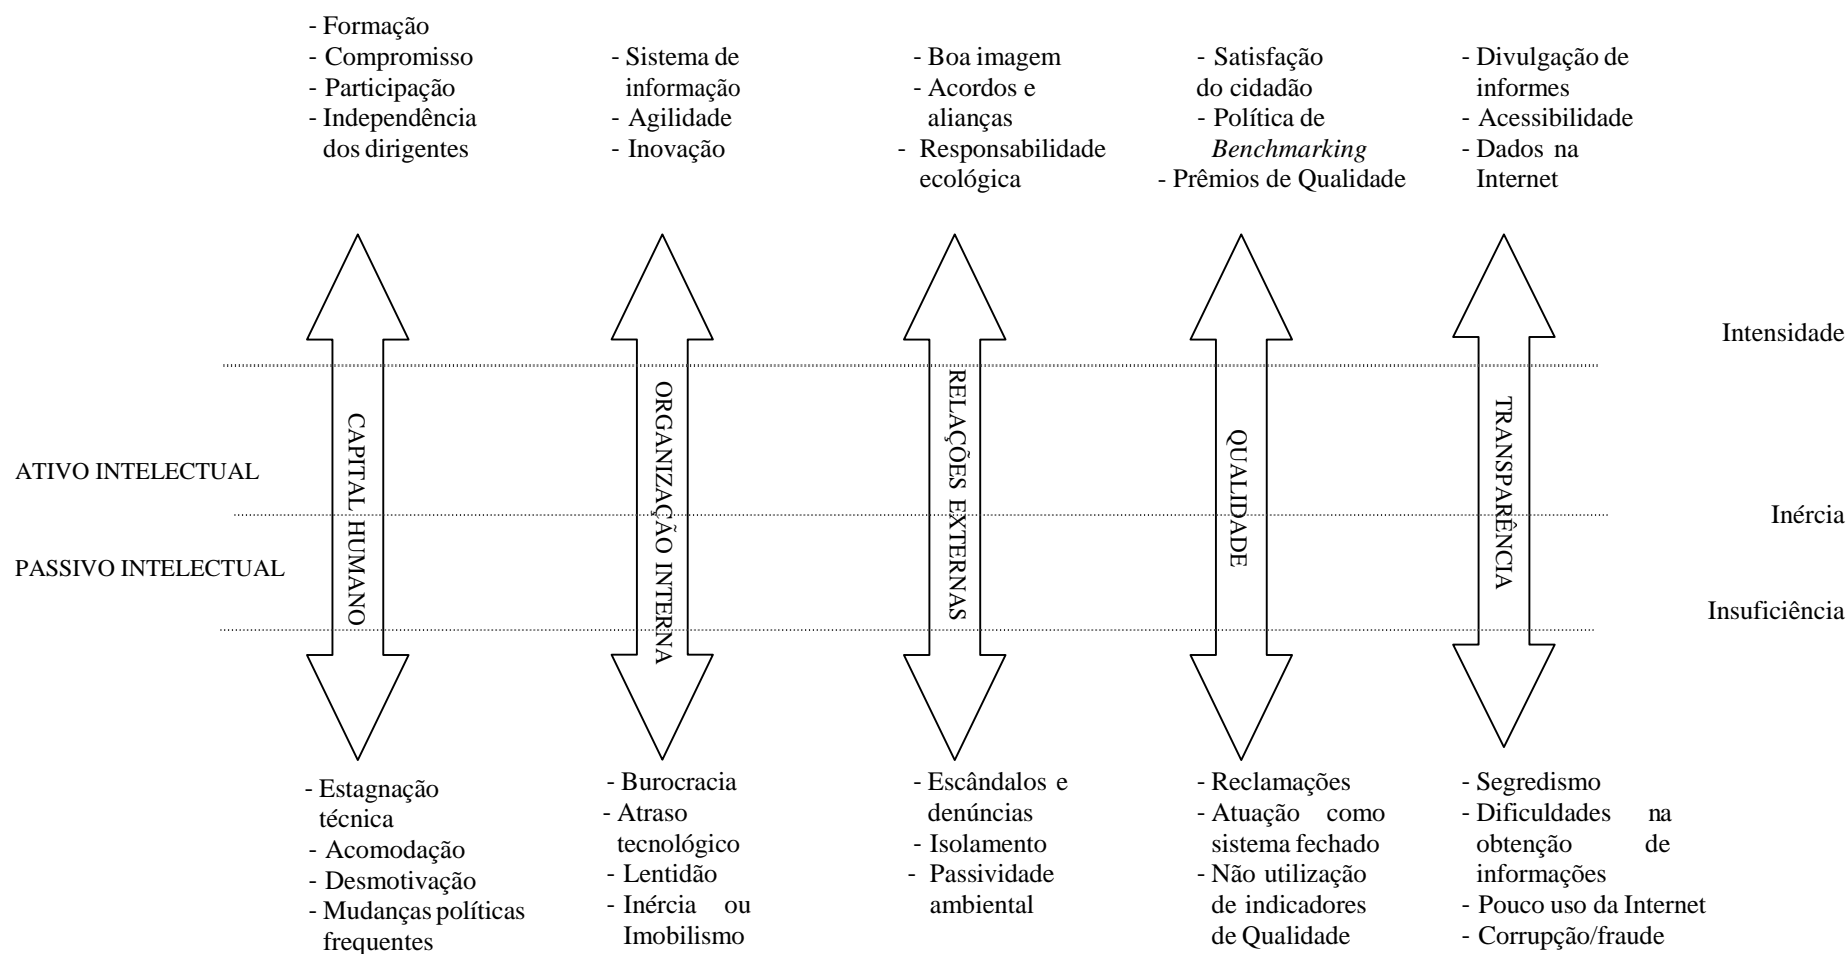 - Formação
- Compromisso
- Participação
- Independência
dos dirigentes
- Sistema de
informação
- Agilidade
- Inovação
- Boa imagem
- Acordos e
alianças
- Responsabilidade
ecológica
- Satisfação
do cidadão
- Política de
Benchmarking
- Prêmios de Qualidade
- Divulgação de
informes
- Acessibilidade
- Dados na
Internet
Intensidade
ATIVO INTELECTUAL
Inércia
PASSIVO INTELECTUAL
Insuficiência
CAPITAL HUMANO
ORGANIZAÇÃO INTERNA
RELAÇÕES EXTERNAS
QUALIDADE
TRANSPARÊNCIA
- Estagnação
técnica
- Acomodação
- Desmotivação
- Mudanças políticas
frequentes
- Burocracia
- Atraso
tecnológico
- Lentidão
- Inércia ou
Imobilismo
- Escândalos e
denúncias
- Isolamento
- Passividade
ambiental
- Reclamações
- Atuação como
sistema fechado
- Não utilização
de indicadores
de Qualidade
- Segredismo
- Dificuldades na
obtenção de
informações
- Pouco uso da Internet
- Corrupção/fraude